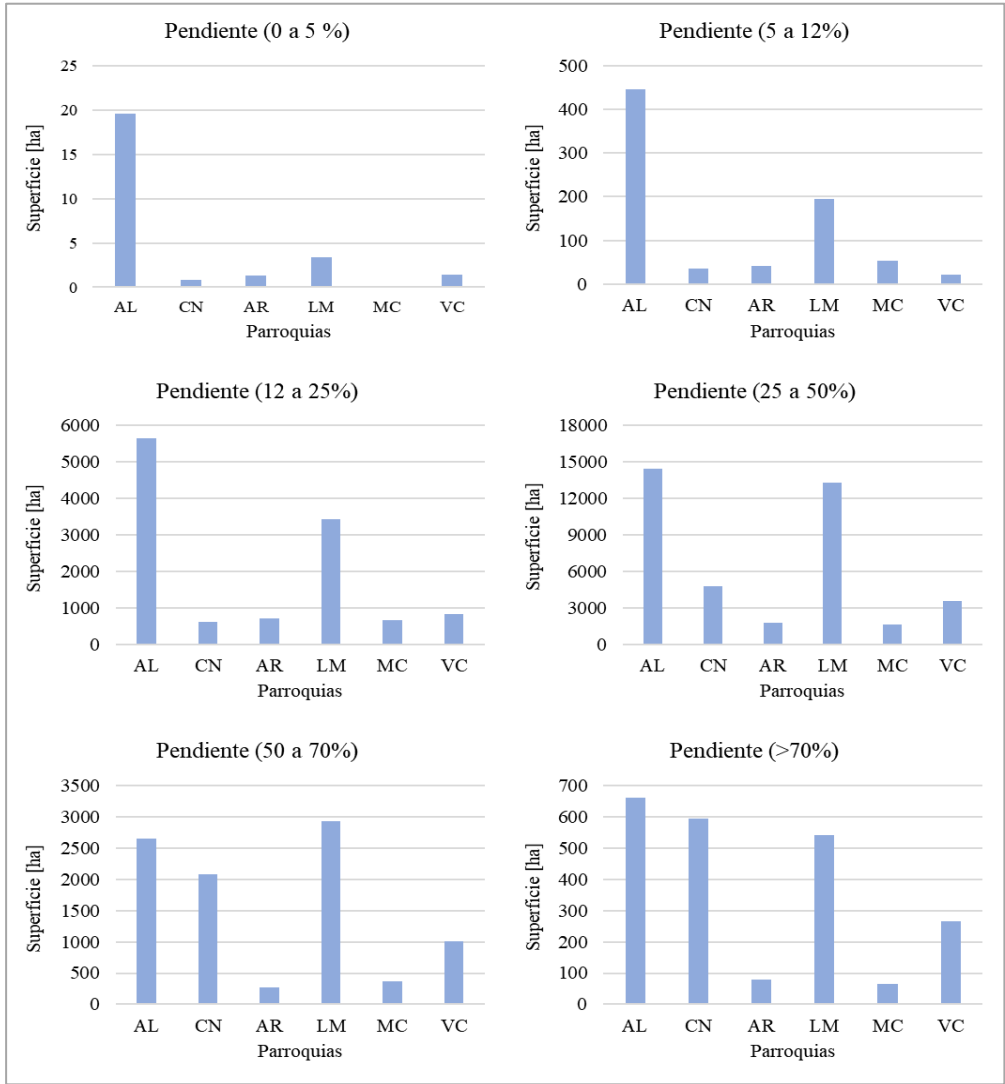 Pendiente (0 a 5 %)
Superficie [ha]
25
20
15
10
5
0
AL CN AR LM MC VC
Parroquias
Pendiente (5 a 12%)
Superficie [ha]
500
400
300
200
100
0
AL CN AR LM MC VC
Parroquias
Pendiente (12 a 25%)
Superficie [ha]
6000
5000
4000
3000
2000
1000
0
AL CN AR LM MC VC
Parroquias
Pendiente (25 a 50%)
Superficie [ha]
18000
15000
12000
9000
6000
3000
0
AL CN AR LM MC VC
Parroquias
Pendiente (50 a 70%)
Superficie [ha]
3500
3000
2500
2000
1500
1000
500
0
AL CN AR LM MC VC
Parroquias
Pendiente (>70%)
Superficie [ha]
700
600
500
400
300
200
100
0
AL CN AR LM MC VC
Parroquias